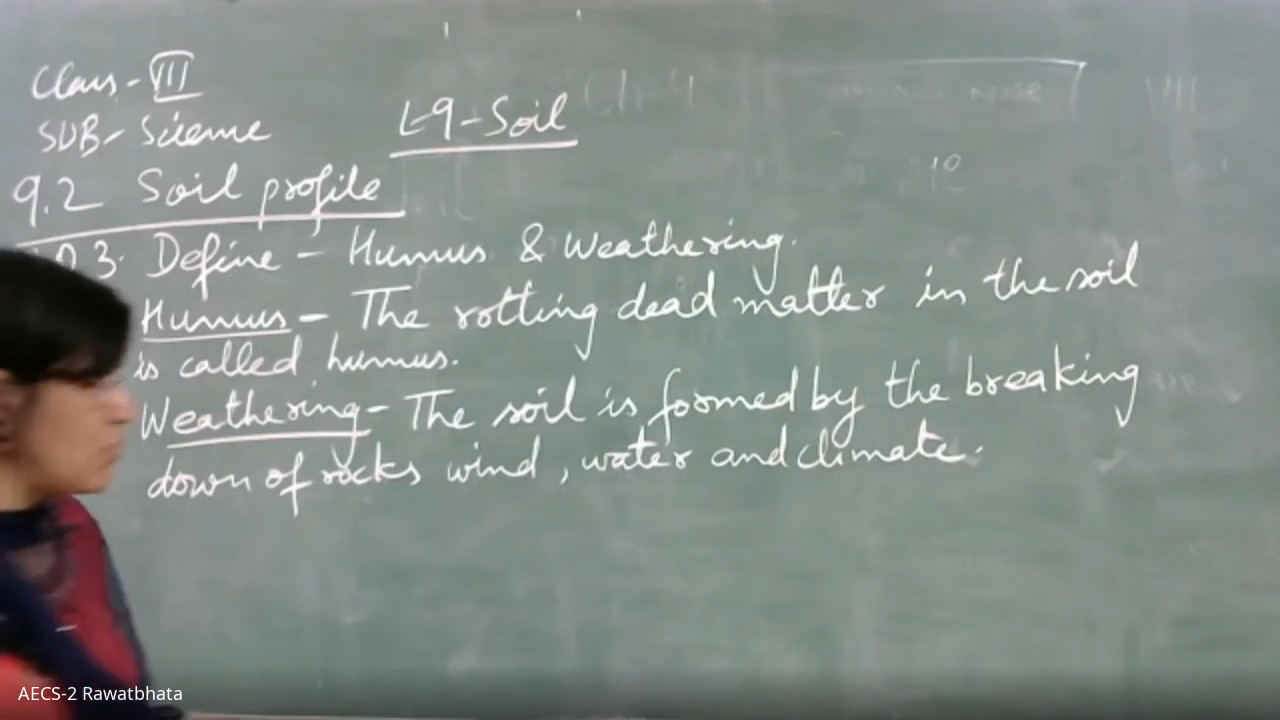 Class - VII
SUB - Science
L-9 - Soil
9.2 Soil profile
Q.3. Define - Humus & Weathering.
Humus - The rotting dead matter in the soil
is called humus.
Weathering - The soil is formed by the breaking
down of rocks wind, water and climate.
AECS-2 Rawatbhata